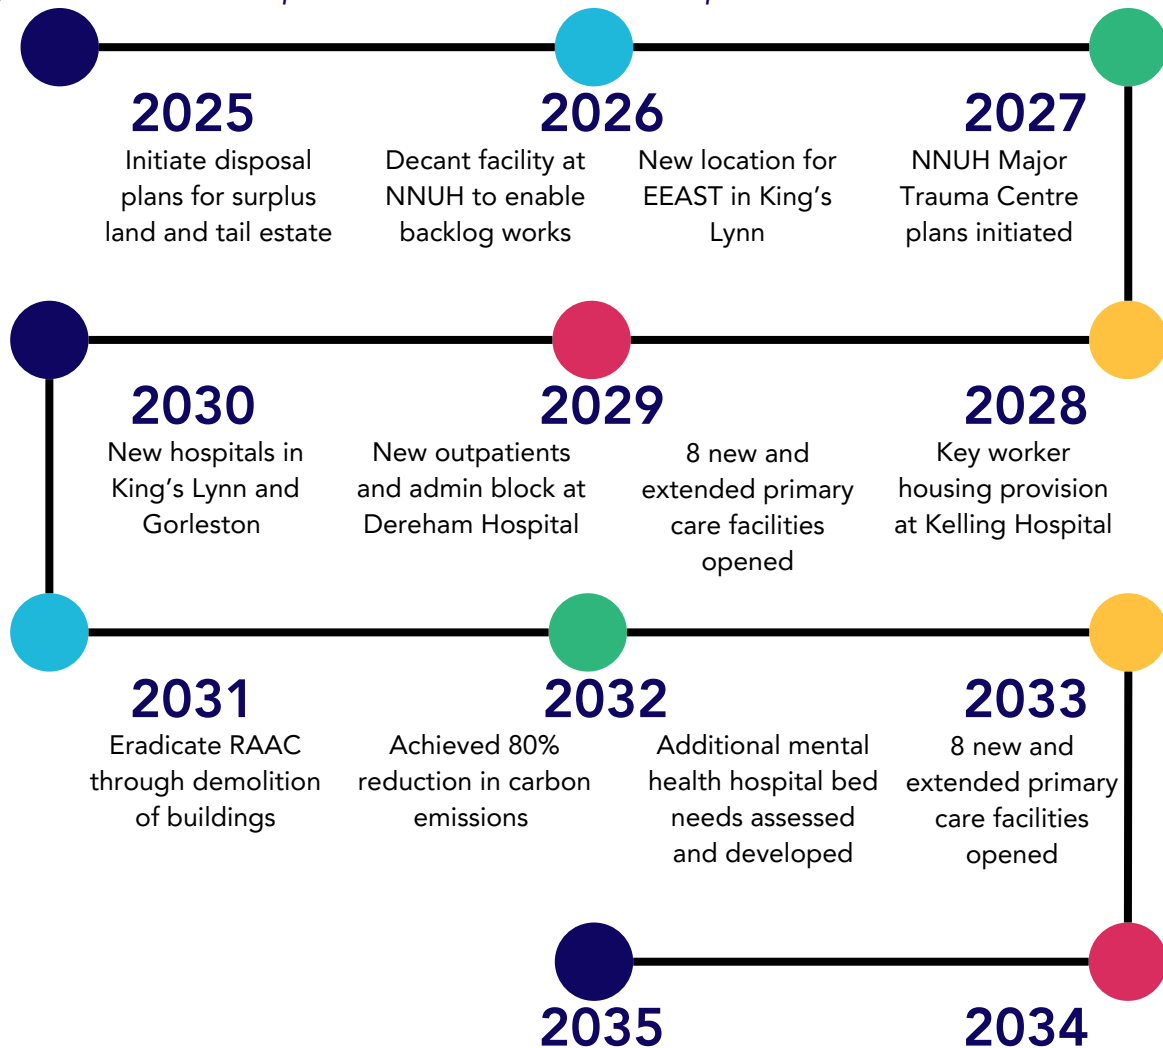 2025
Initiate disposal
plans for surplus
land and tail estate
2026
Decant facility at
NNUH to enable
backlog works
New location for
EEAST in King's
Lynn
2027
NNUH Major
Trauma Centre
plans initiated
2028
Key worker
housing provision
at Kelling Hospital
2029
New outpatients
and admin block at
Dereham Hospital
8 new and
extended primary
care facilities
opened
2030
New hospitals in
King's Lynn and
Gorleston
2031
Eradicate RAAC
through demolition
of buildings
2032
Achieved 80%
reduction in carbon
emissions
Additional mental
health hospital bed
needs assessed
and developed
2033
8 new and
extended primary
care facilities
opened
2034
2035